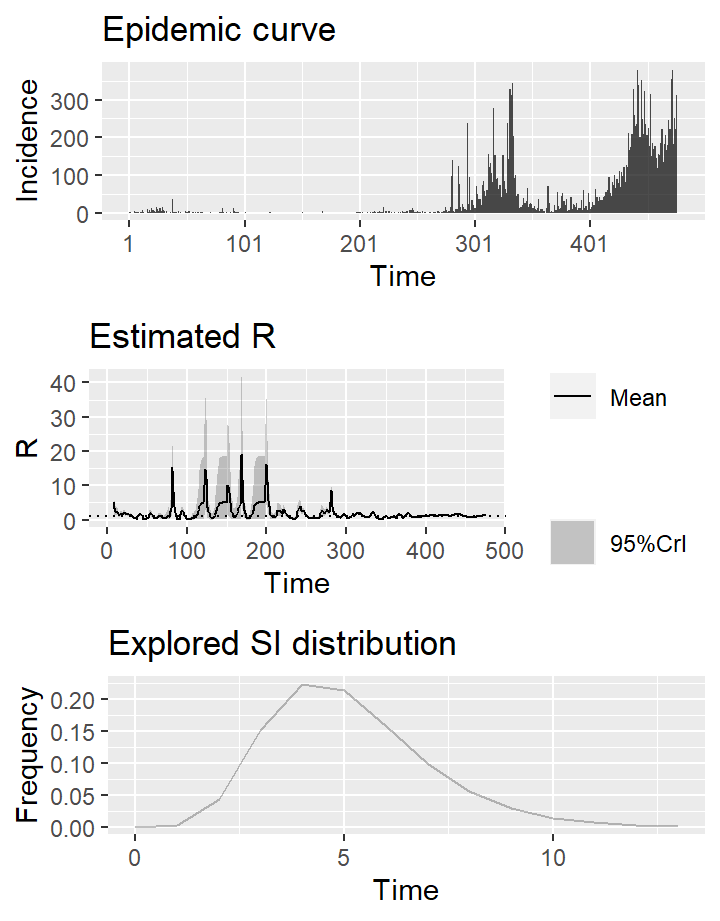 Epidemic curve
Incidence
300
200
100
0
1 101 201 301 401
Time
Estimated R
R
40
30
20
10
0
0 100 200 300 400 500
Time
Mean
95%CrI
Explored SI distribution
Frequency
0.20
0.15
0.10
0.05
0.00
0 5 10
Time